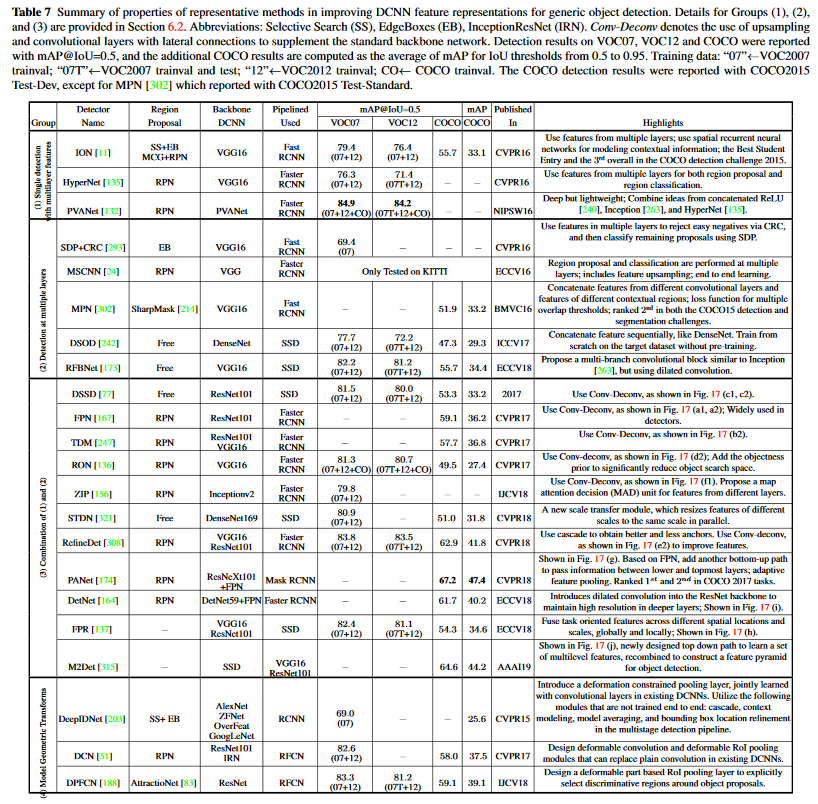 Table 7 Summary of properties of representative methods in improving DCNN feature representations for generic object detection. Details for Groups (1), (2),
and (3) are provided in Section 6.2. Abbreviations: Selective Search (SS), EdgeBoxes (EB), InceptionResNet (IRN). Conv-Deconv denotes the use of upsampling
and convolutional layers with lateral connections to supplement the standard backbone network. Detection results on VOC07, VOC12 and COCO were reported
with mAP@IoU=0.5, and the additional COCO results are computed as the average of mAP for IoU thresholds from 0.5 to 0.95. Training data: “07”←VOC2007
trainval; “07T”←VOC2007 trainval and test; “12”←VOC2012 trainval; CO← COCO trainval. The COCO detection results were reported with COCO2015
Test-Dev, except for MPN [302] which reported with COCO2015 Test-Standard.
Detector Region Backbone Pipelined mAP@IoU=0.5 mAP Published
Group Name Proposal DCNN Used VOC07 VOC12 COCO COCO In Highlights
(1) Single detection
with multilayer features
ION [11] SS+EB MCG+RPN VGG16 Fast RCNN 79.4 (07+12) 76.4 (07+12) 55.7 33.1 CVPR16
Use features from multiple layers; use spatial recurrent neural
networks for modeling contextual information; the Best Student
Entry and the 3rd overall in the COCO detection challenge 2015.
HyperNet [135] RPN VGG16 Faster RCNN 76.3 (07+12) 71.4 (07T+12) – – CVPR16
Use features from multiple layers for both region proposal and
region classification.
PVANet [132] RPN PVANet Faster RCNN 84.9 (07+12+CO) 84.2 (07T+12+CO) – – NIPSW16
Deep but lightweight; Combine ideas from concatenated ReLU
[240], Inception [263], and HyperNet [135].
(2) Detection at multiple layers
SDP+CRC [293] EB VGG16 Fast RCNN 69.4 (07) – – – CVPR16
Use features in multiple layers to reject easy negatives via CRC,
and then classify remaining proposals using SDP.
MSCNN [24] RPN VGG Faster RCNN Only Tested on KITTI ECCV16
Region proposal and classification are performed at multiple
layers; includes feature upsampling; end to end learning.
MPN [302] SharpMask [214] VGG16 Fast RCNN – – 51.9 33.2 BMVC16
Concatenate features from different convolutional layers and
features of different contextual regions; loss function for multiple
overlap thresholds; ranked 2nd in both the COCO15 detection and
segmentation challenges.
DSOD [242] Free DenseNet SSD 77.7 (07+12) 72.2 (07T+12) 47.3 29.3 ICCV17
Concatenate feature sequentially, like DenseNet. Train from
scratch on the target dataset without pre-training.
RFBNet [173] Free VGG16 SSD 82.2 (07+12) 81.2 (07T+12) 55.7 34.4 ECCV18
Propose a multi-branch convolutional block similar to Inception
[263], but using dilated convolution.
(3) Combination of (1) and (2)
DSSD [77] Free ResNet101 SSD 81.5 (07+12) 80.0 (07T+12) 53.3 33.2 2017
Use Conv-Deconv, as shown in Fig. 17 (c1, c2).
FPN [167] RPN ResNet101 Faster RCNN – – 59.1 36.2 CVPR17
Use Conv-Deconv, as shown in Fig. 17 (a1, a2); Widely used in
detectors.
TDM [247] RPN ResNet101 VGG16 Faster RCNN – – 57.7 36.8 CVPR17
Use Conv-Deconv, as shown in Fig. 17 (b2).
RON [136] RPN VGG16 Faster RCNN 81.3 (07+12+CO) 80.7 (07T+12+CO) 49.5 27.4 CVPR17
Use Conv-deconv, as shown in Fig. 17 (d2); Add the objectness
prior to significantly reduce object search space.
ZIP [156] RPN Inceptionv2 Faster RCNN 79.8 (07+12) – – – IJCV18
Use Conv-Deconv, as shown in Fig. 17 (f1). Propose a map
attention decision (MAD) unit for features from different layers.
STDN [321] Free DenseNet169 SSD 80.9 (07+12) – 51.0 31.8 CVPR18
A new scale transfer module, which resizes features of different
scales to the same scale in parallel.
RefineDet [308] RPN VGG16 ResNet101 Faster RCNN 83.8 (07+12) 83.5 (07T+12) 62.9 41.8 CVPR18
Use cascade to obtain better and less anchors. Use Conv-deconv,
as shown in Fig. 17 (e2) to improve features.
PANet [174] RPN ResNeXt101 +FPN Mask RCNN – – 67.2 47.4 CVPR18
Shown in Fig. 17 (g). Based on FPN, add another bottom-up path
to pass information between lower and topmost layers; adaptive
feature pooling. Ranked 1st and 2nd in COCO 2017 tasks.
DetNet [164] RPN DetNet59+FPN Faster RCNN – – 61.7 40.2 ECCV18
Introduces dilated convolution into the ResNet backbone to
maintain high resolution in deeper layers; Shown in Fig. 17 (i).
FPR [137] – VGG16 ResNet101 SSD 82.4 (07+12) 81.1 (07T+12) 54.3 34.6 ECCV18
Fuse task oriented features across different spatial locations and
scales, globally and locally; Shown in Fig. 17 (h).
M2Det [315] – SSD VGG16 ResNet101 – – 64.6 44.2 AAAI19
Shown in Fig. 17 (j), newly designed top down path to learn a set
of multilevel features, recombined to construct a feature pyramid
for object detection.
(4) Model Geometric Transforms
DeepIDNet [203] SS+ EB AlexNet ZFNet OverFeat GoogLeNet RCNN 69.0 (07) – – 25.6 CVPR15
Introduce a deformation constrained pooling layer, jointly learned
with convolutional layers in existing DCNNs. Utilize the following
modules that are not trained end to end: cascade, context
modeling, model averaging, and bounding box location refinement
in the multistage detection pipeline.
DCN [51] RPN ResNet101 IRN RFCN 82.6 (07+12) – 58.0 37.5 CVPR17
Design deformable convolution and deformable RoI pooling
modules that can replace plain convolution in existing DCNNs.
DPFCN [188] AttractioNet [83] ResNet RFCN 83.3 (07+12) 81.2 (07T+12) 59.1 39.1 IJCV18
Design a deformable part based RoI pooling layer to explicitly
select discriminative regions around object proposals.